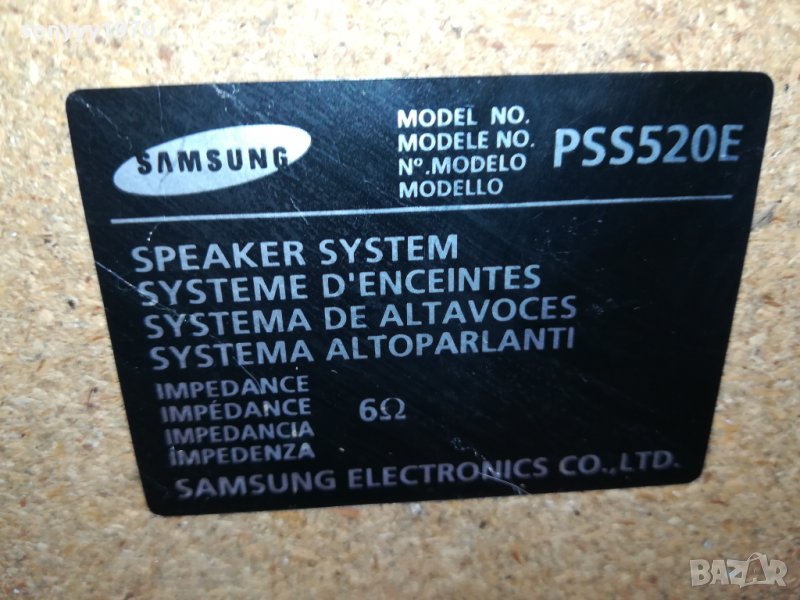 SAMSUNG
MODEL NO.
MODELE NO.
Nº.MODELO
MODELLO
PSS520E
SPEAKER SYSTEM
SYSTEME D'ENCEINTES
SYSTEMA DE ALTAVOCES
SYSTEMA ALTOPARLANTI
IMPEDANCE
IMPÉDANCE
IMPEDANCIA
IMPEDENZA
6Ω
SAMSUNG ELECTRONICS CO.,LTD.
BAZAR